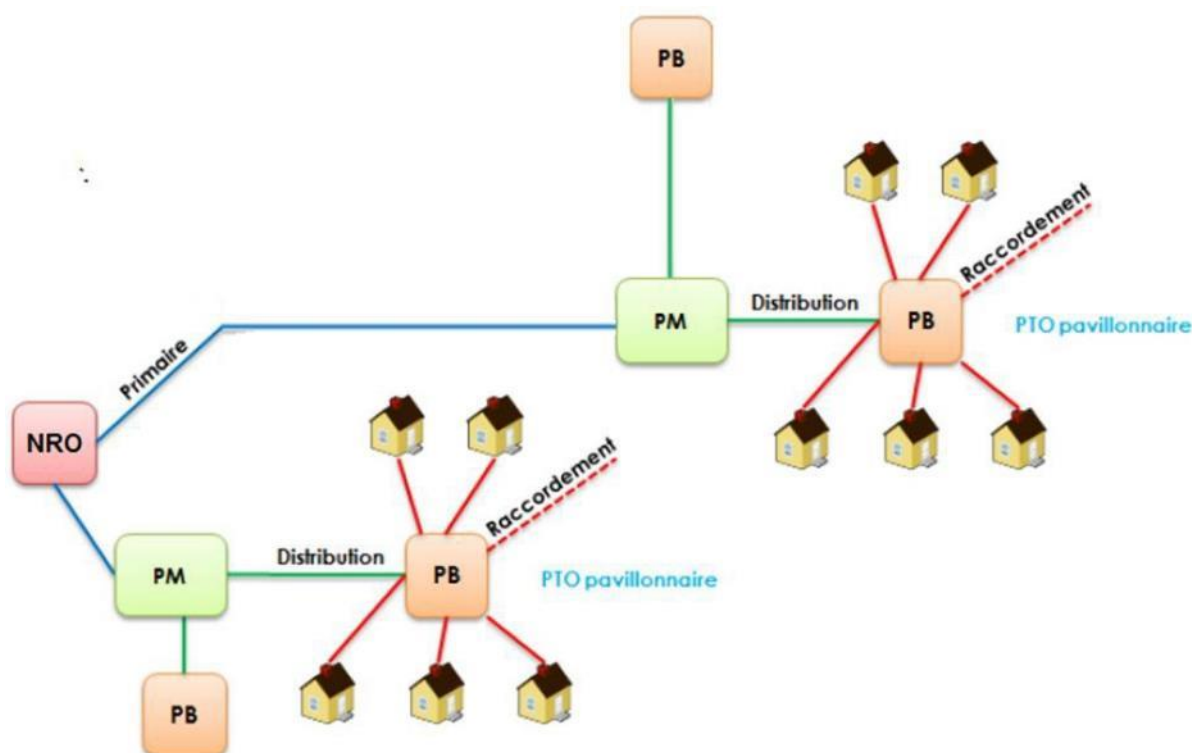 PB
Raccordement
PM
Distribution
PB
PTO pavillonnaire
Primaire
NRO
Raccordement
PM
Distribution
PB
PTO pavillonnaire
PB